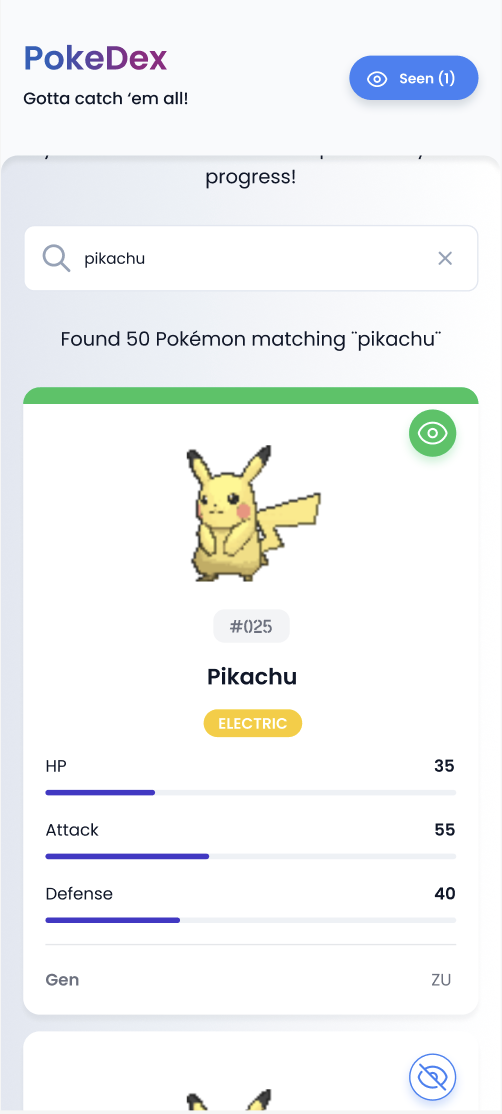 PokeDex
Gotta catch ‘em all!
Seen (1)
progress!
pikachu
Found 50 Pokémon matching ¨pikachu¨
#025
Pikachu
ELECTRIC
HP 35
Attack 55
Defense 40
Gen ZU